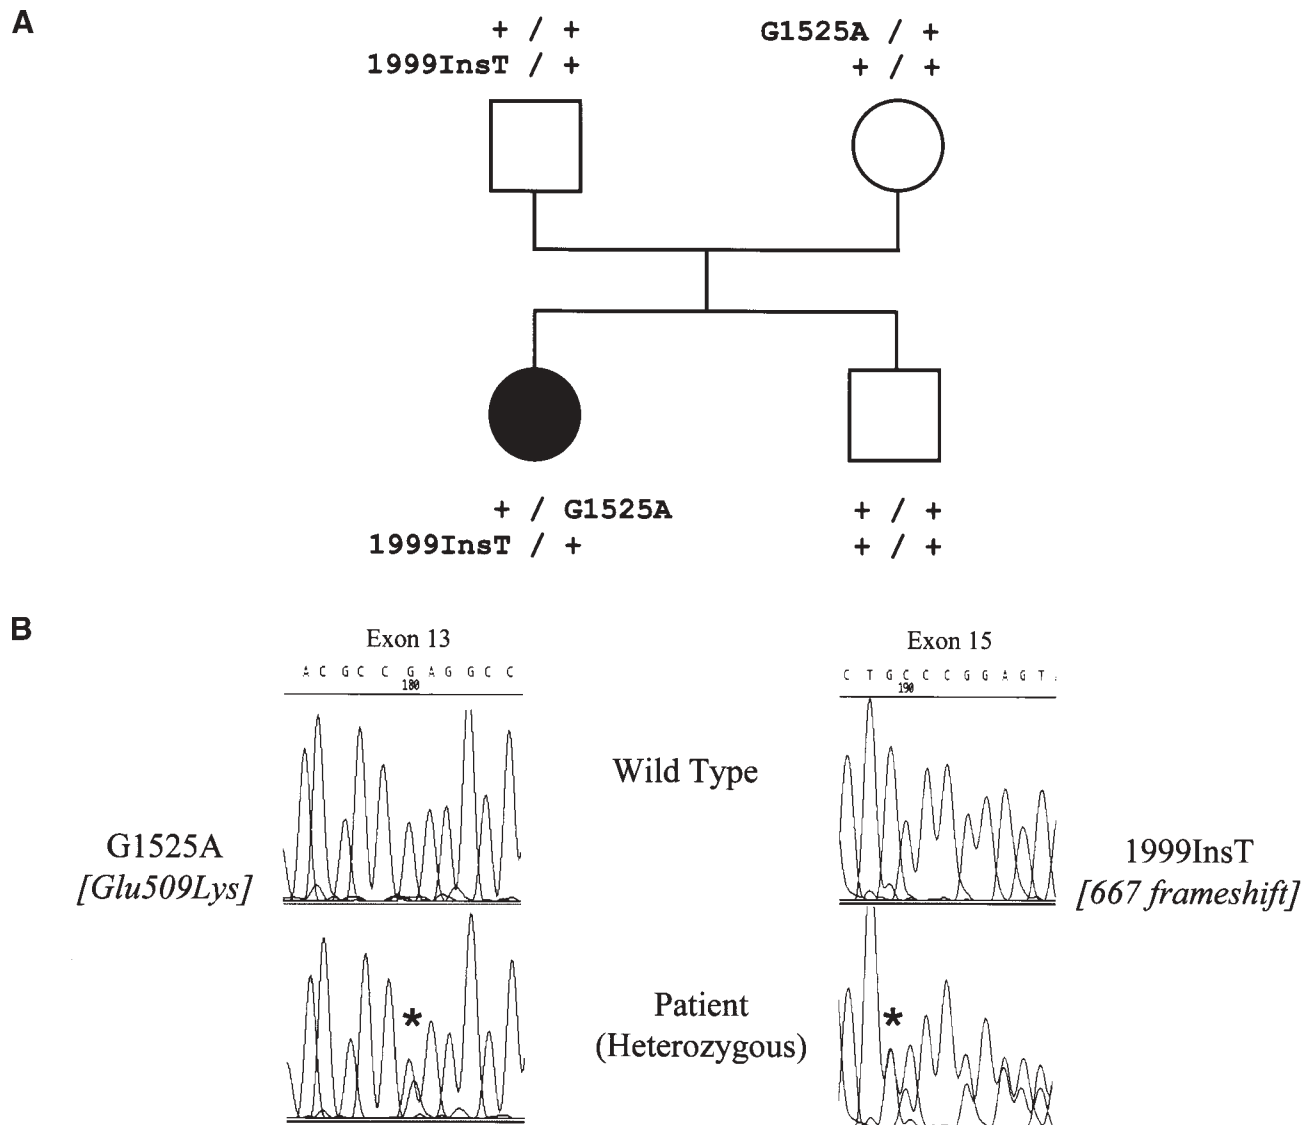 A
+ / +
1999InsT / +
G1525A / +
+ / +
+ / G1525A
1999InsT / +
+ / +
+ / +
B
Exon 13
A C G C C G A G G C C
180
Exon 15
C T G C C C G G A G T
190
Wild Type
G1525A
[Glu509Lys]
1999InsT
[667 frameshift]
*
Patient
(Heterozygous)
*